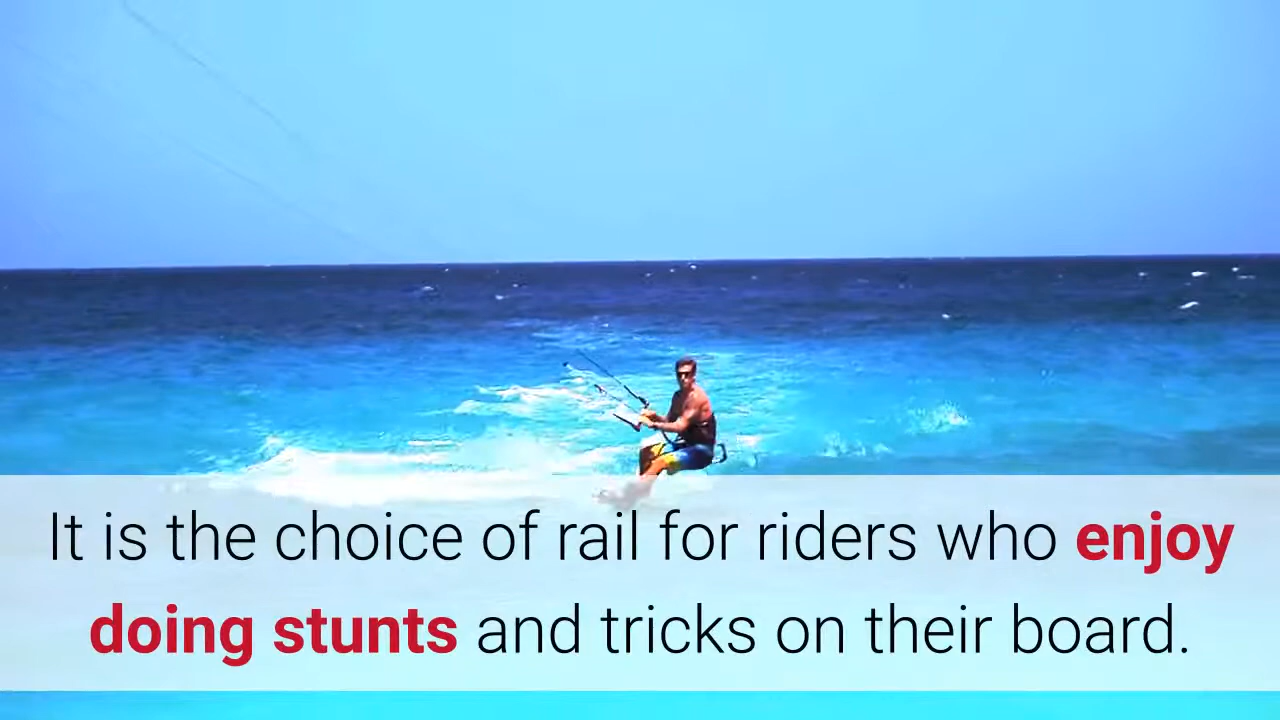 It is the choice of rail for riders who enjoy
doing stunts and tricks on their board.